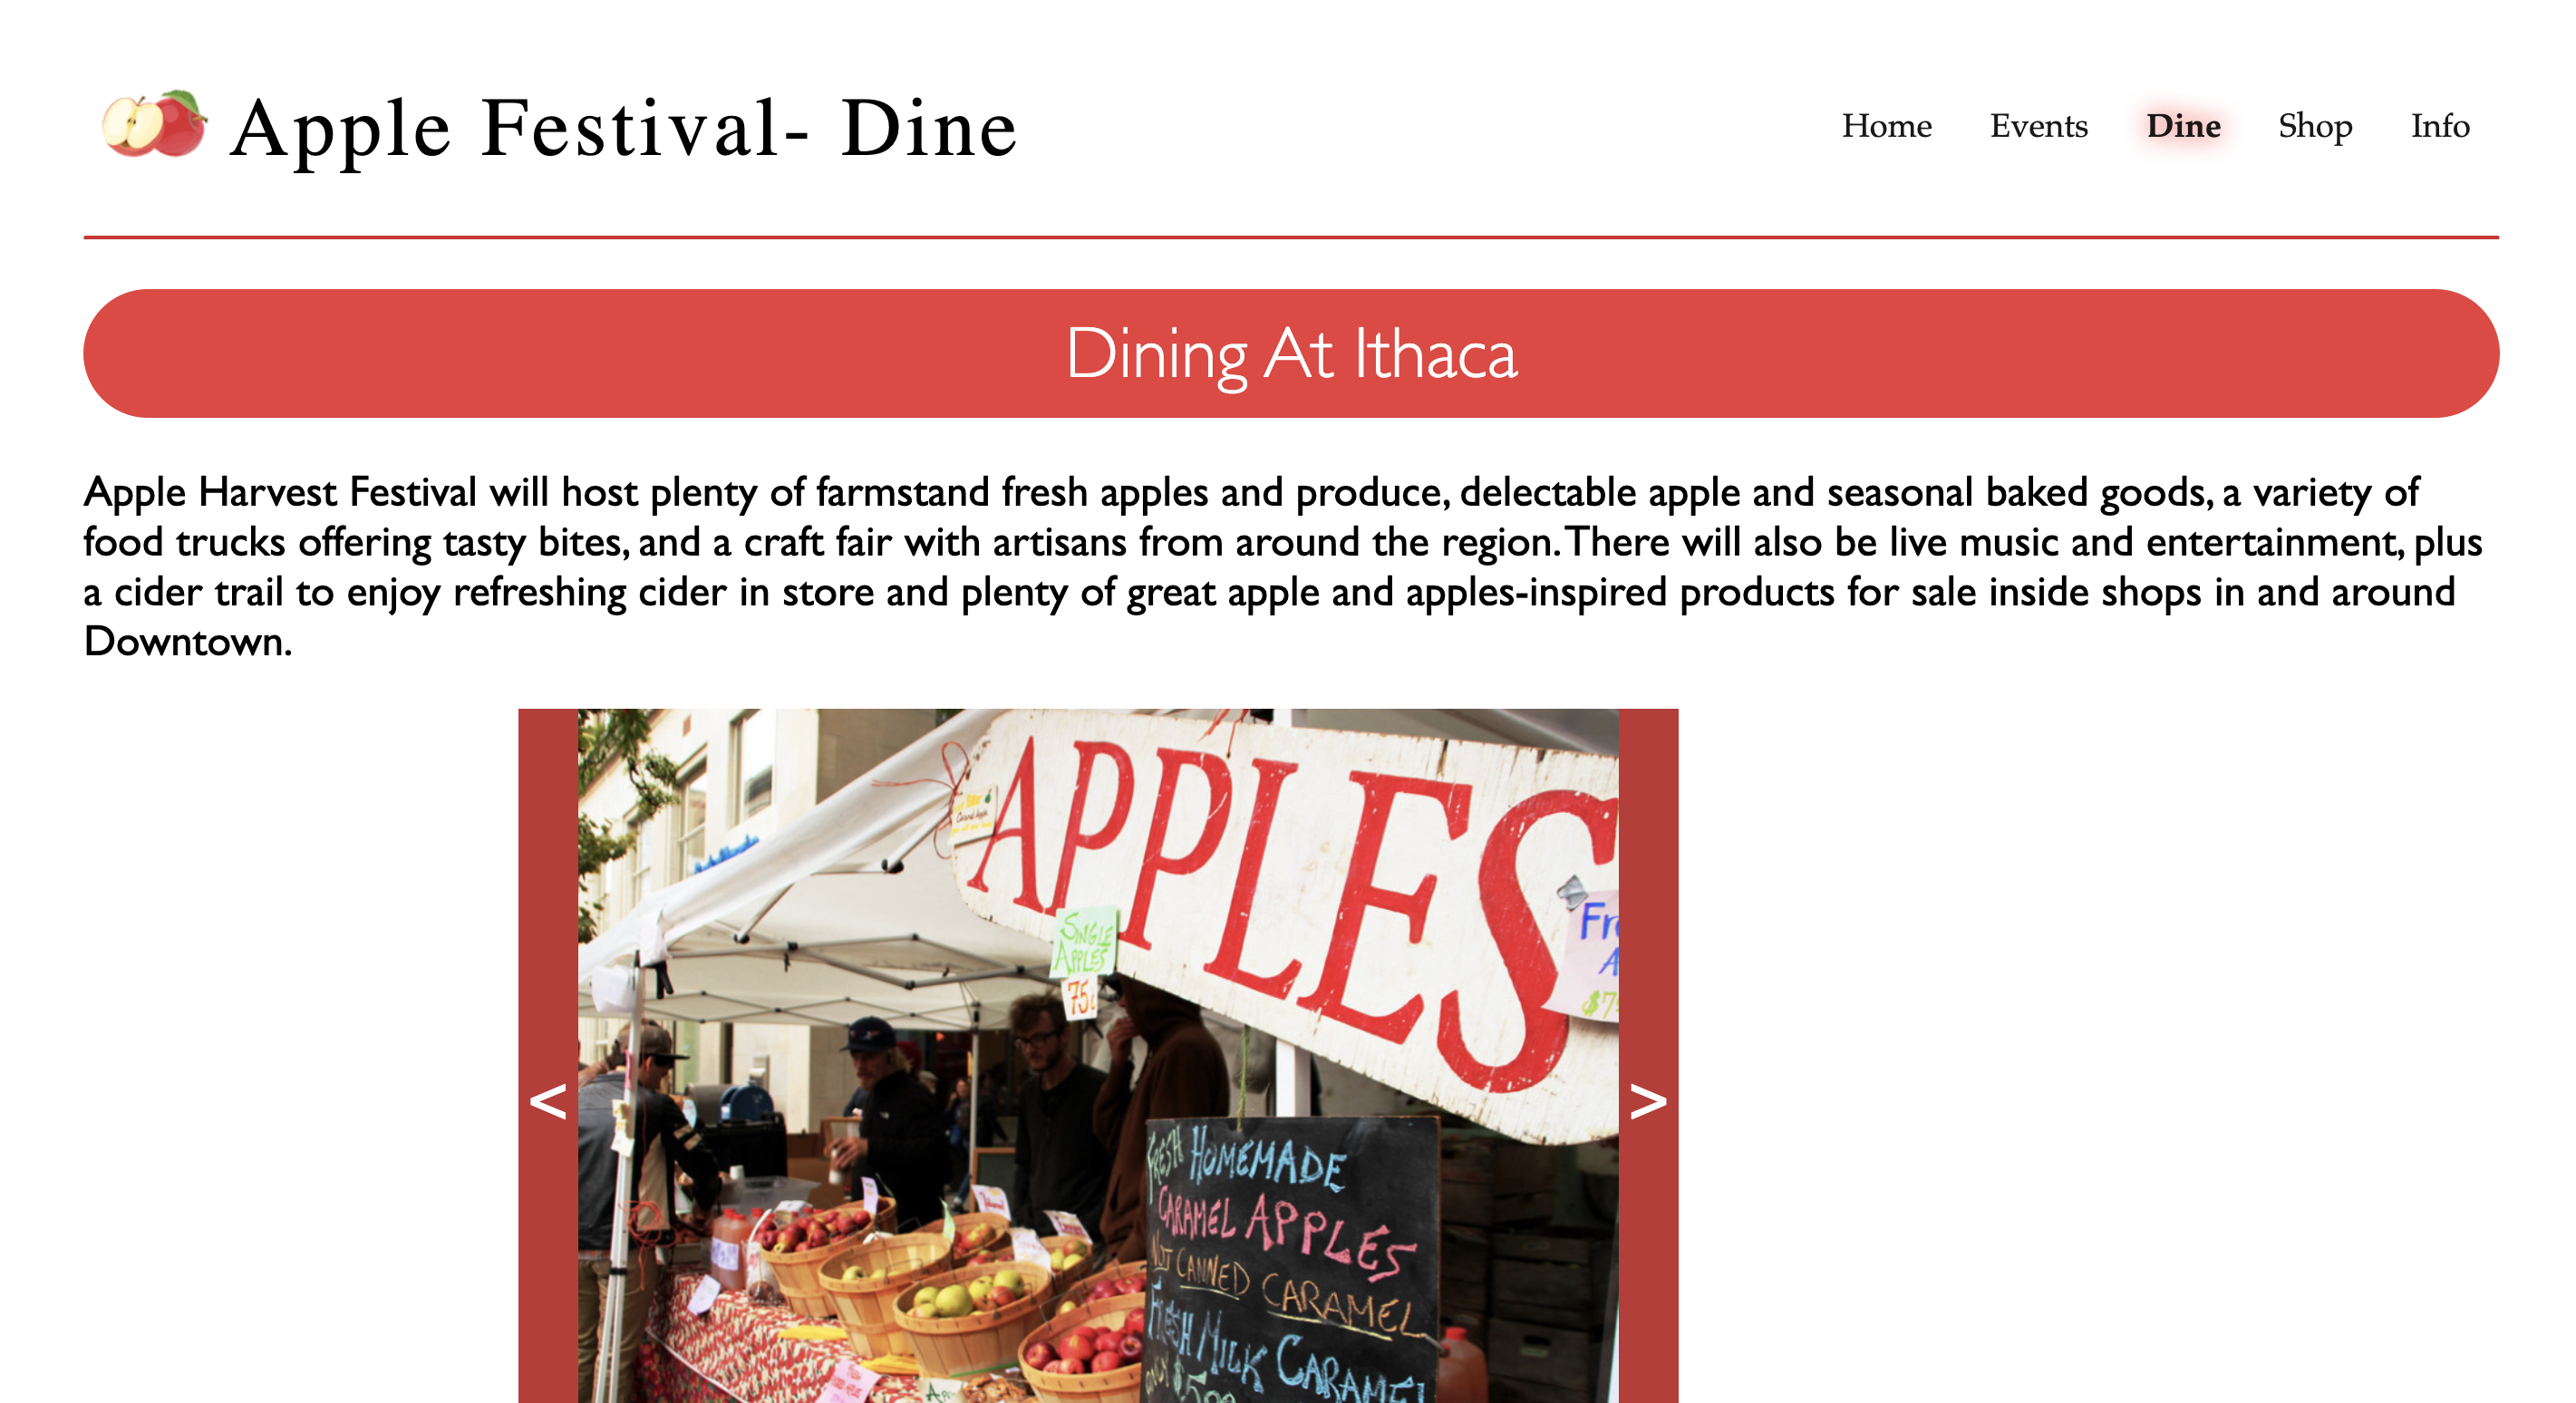 Apple Festival- Dine
Home Events Dine Shop Info
Dining At Ithaca
Apple Harvest Festival will host plenty of farmstand fresh apples and produce, delectable apple and seasonal baked goods, a variety of
food trucks offering tasty bites, and a craft fair with artisans from around the region. There will also be live music and entertainment, plus
a cider trail to enjoy refreshing cider in store and plenty of great apple and apples-inspired products for sale inside shops in and around
Downtown.
APPLES
SINGLE
APPLES
75¢
<
>
FRESH HOMEMADE
CARAMEL APPLES
NOT CANNED CARAMEL
FRESH MILK CARAMEL